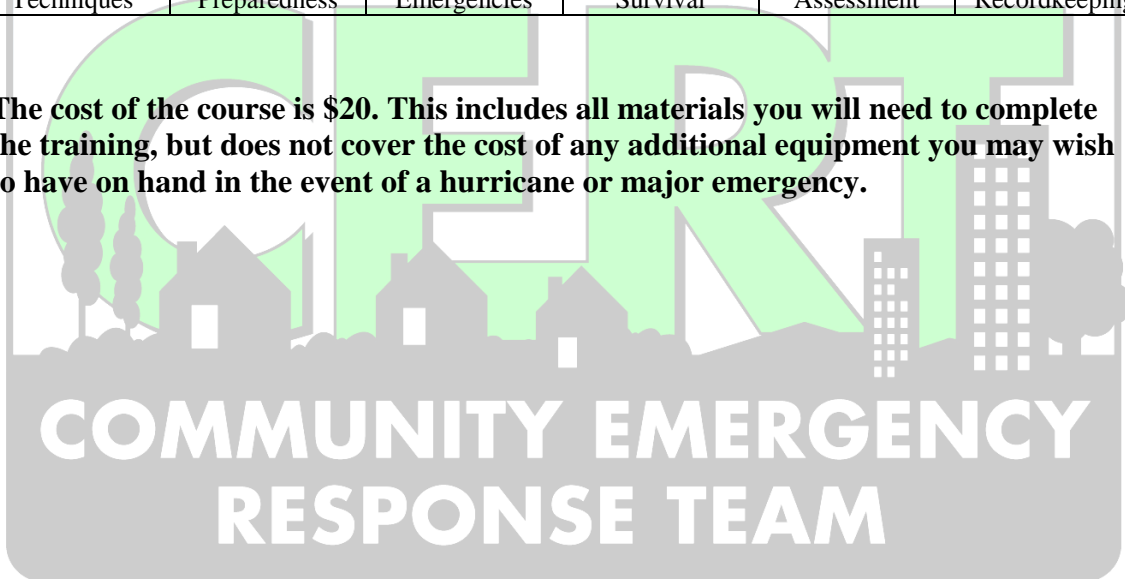 Techniques Preparedness Emergencies Survival Assessment Recordkeeping
The cost of the course is $20. This includes all materials you will need to complete
the training, but does not cover the cost of any additional equipment you may wish
to have on hand in the event of a hurricane or major emergency.
CERT
COMMUNITY EMERGENCY
RESPONSE TEAM